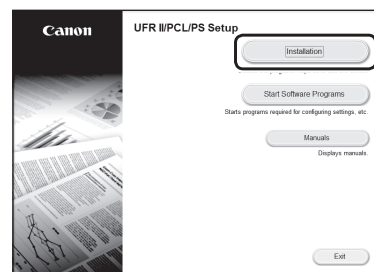 Canon
UFR II/PCL/PS Setup
Installation
Start Software Programs
Starts programs required for configuring settings, etc.
Manuals
Displays manuals.
Exit